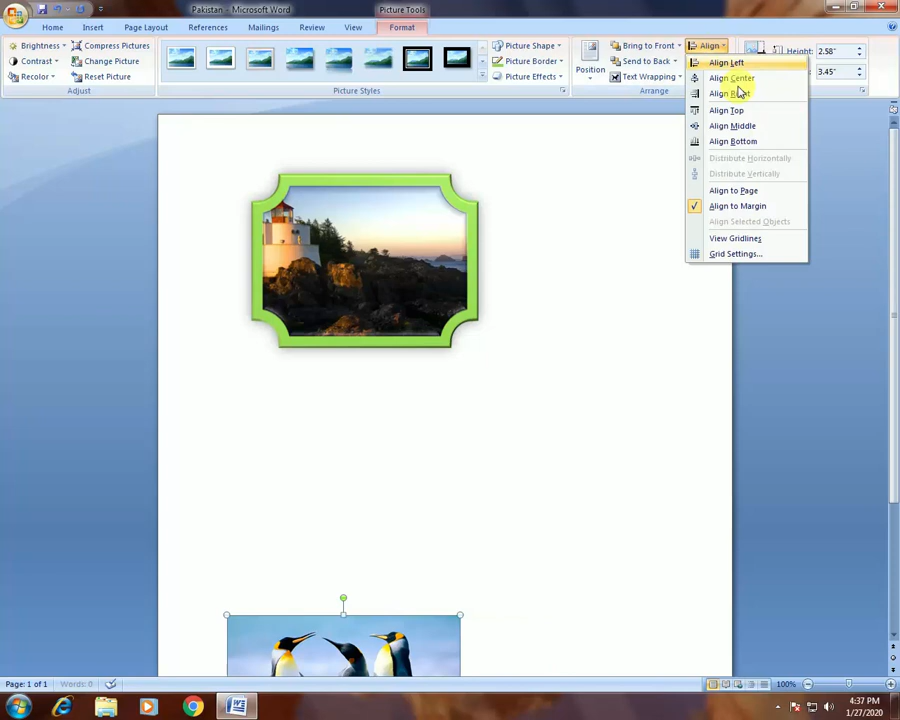 Pakistan - Microsoft Word
Picture Tools
Home Insert Page Layout References Mailings Review View Format
Brightness Compress Pictures Picture Shape Bring to Front Align Height: 2.58"
Align Left
Contrast Change Picture Picture Border Send to Back 3.45"
Recolor Reset Picture Picture Effects Position Text Wrapping
Align Center
Adjust Picture Styles Arrange
Align Right
Align Top
Align Middle
Align Bottom
Distribute Horizontally
Distribute Vertically
Align to Page
Align to Margin
Align Selected Objects
View Gridlines
Grid Settings...
Page: 1 of 1 Words: 0 100%
4:37 PM
1/27/2020